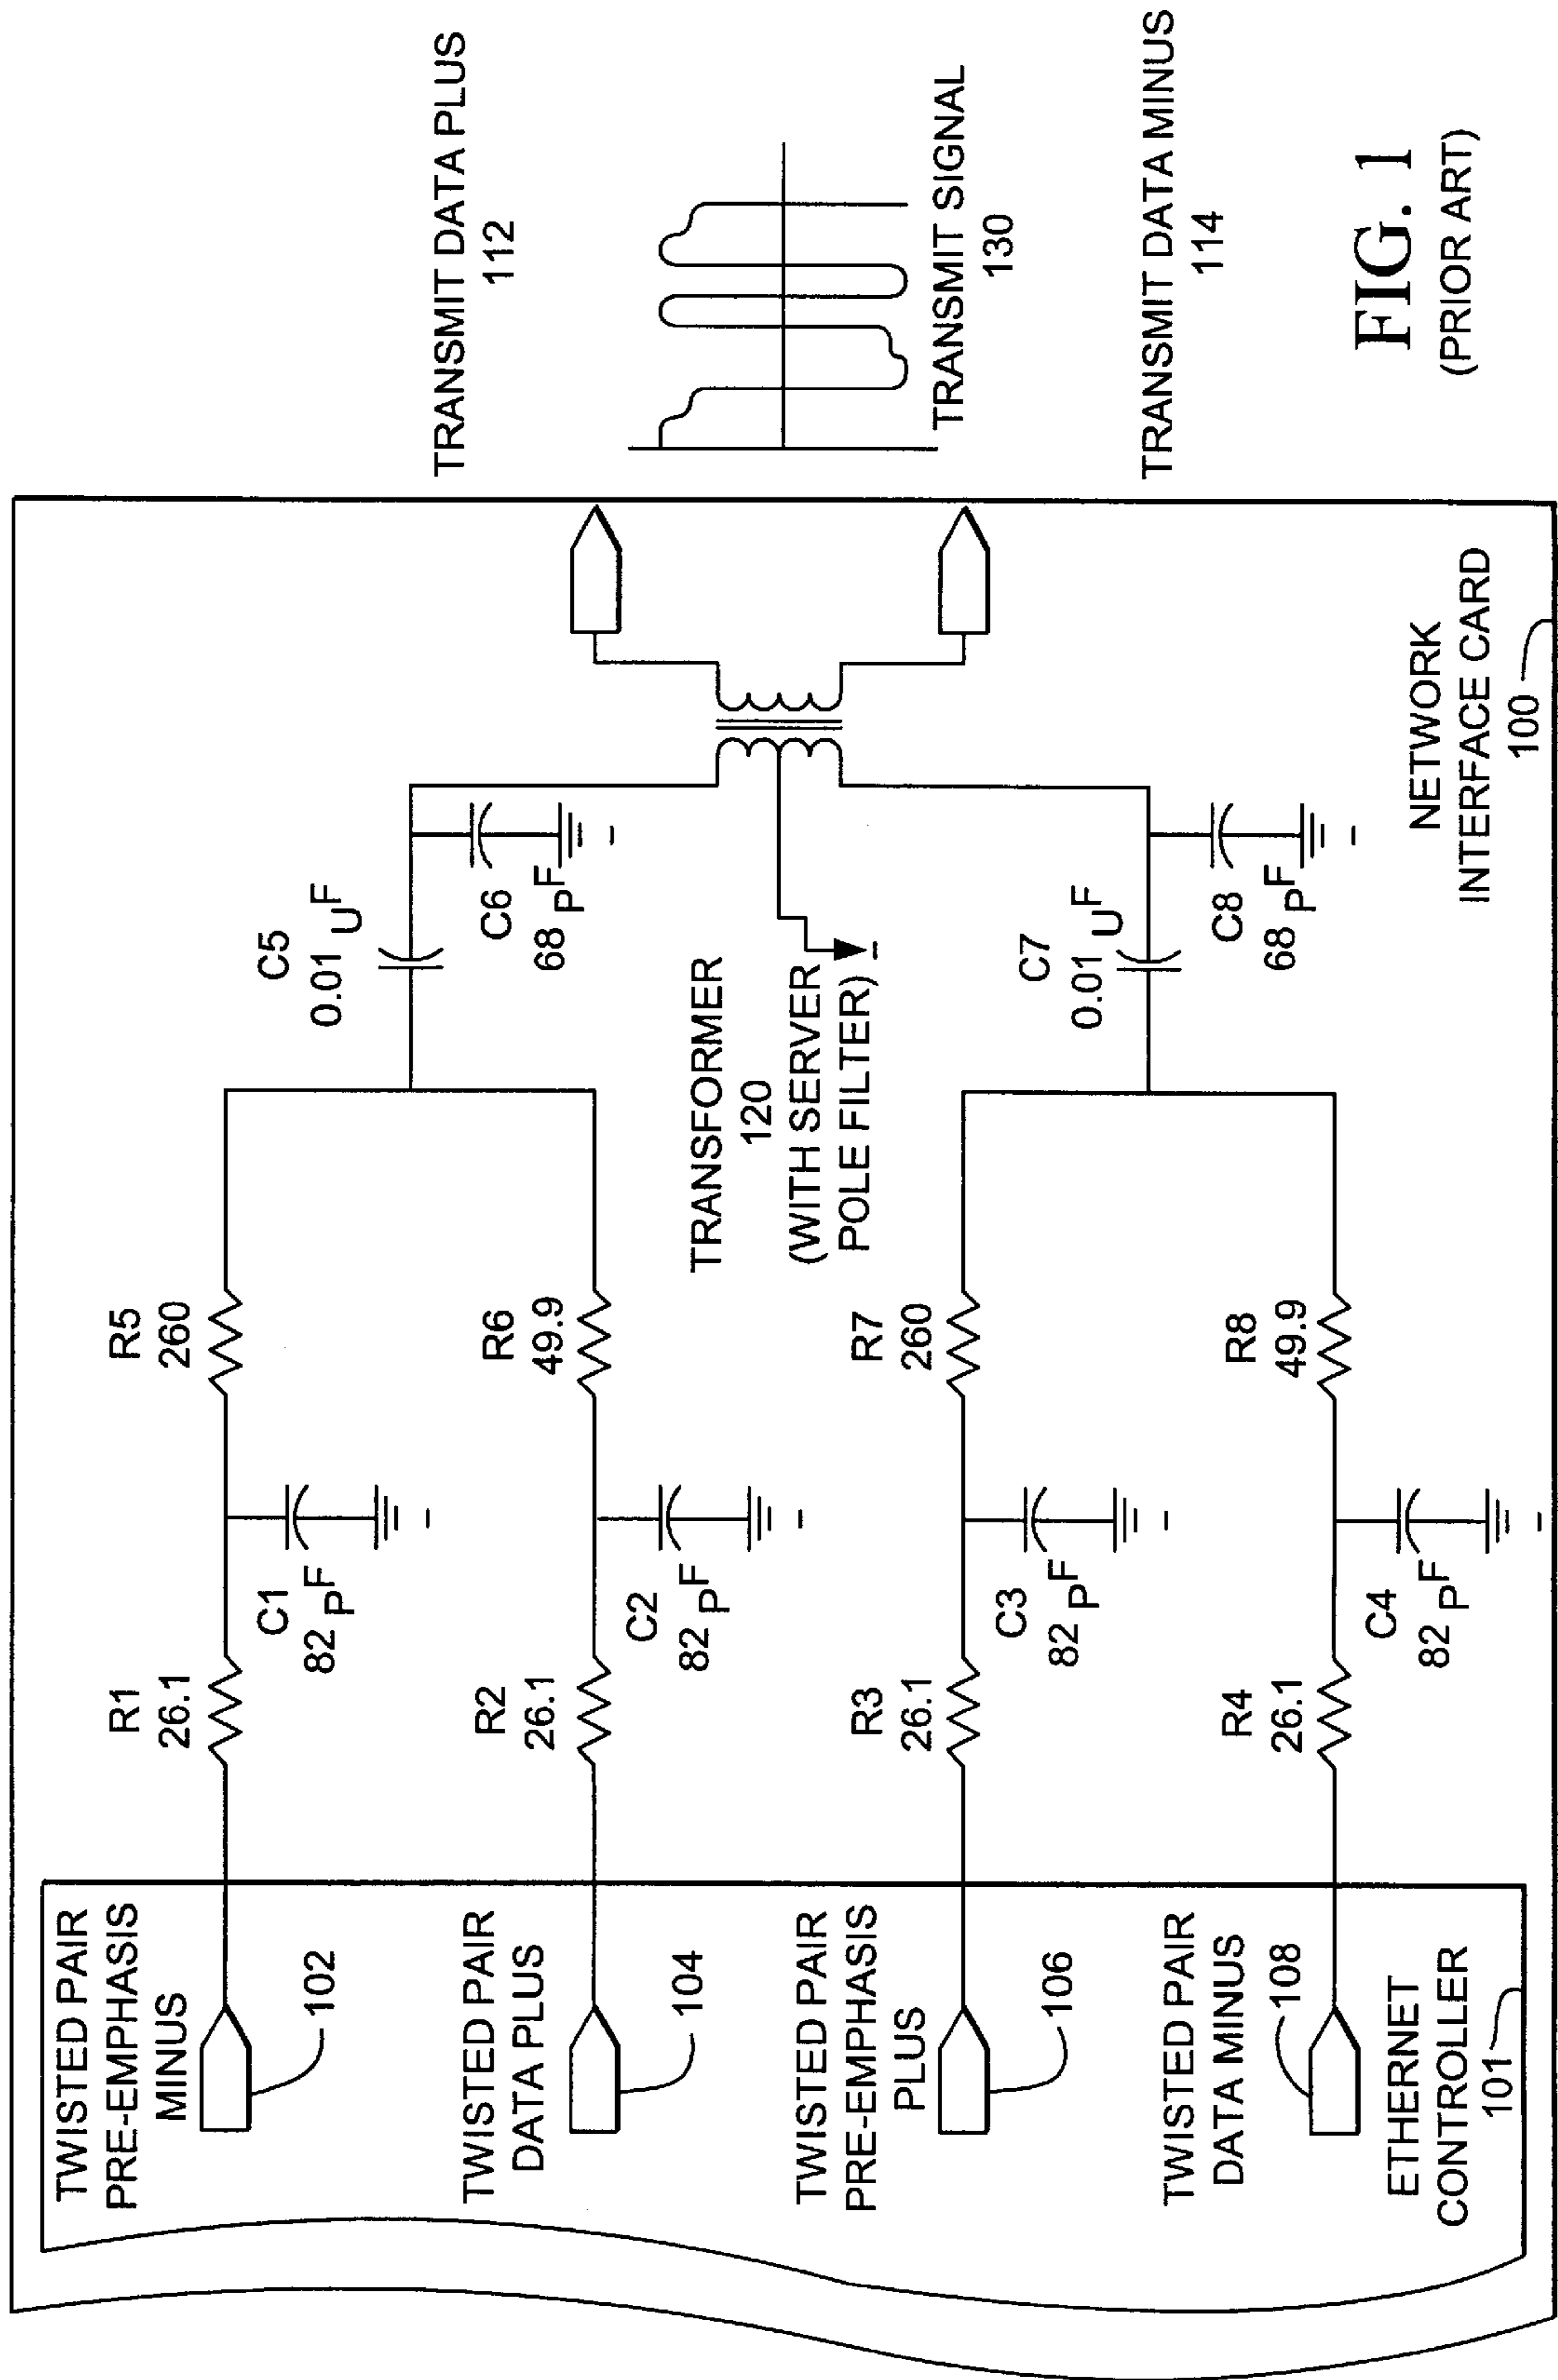 TWISTED PAIR
PRE-EMPHASIS
MINUS
102
R1
26.1
C1
82 PF
R5
260
TWISTED PAIR
DATA PLUS
104
R2
26.1
C2
82 PF
R6
49.9
C5
0.01 UF
C6
68 PF
TRANSFORMER
120
(WITH SERVER
POLE FILTER)
TWISTED PAIR
PRE-EMPHASIS
PLUS
106
R3
26.1
C3
82 PF
R7
260
TWISTED PAIR
DATA MINUS
108
R4
26.1
C4
82 PF
R8
49.9
C7
0.01 UF
C8
68 PF
ETHERNET
CONTROLLER
101
NETWORK
INTERFACE CARD
100
TRANSMIT DATA PLUS
112
TRANSMIT SIGNAL
130
TRANSMIT DATA MINUS
114
FIG. 1
(PRIOR ART)